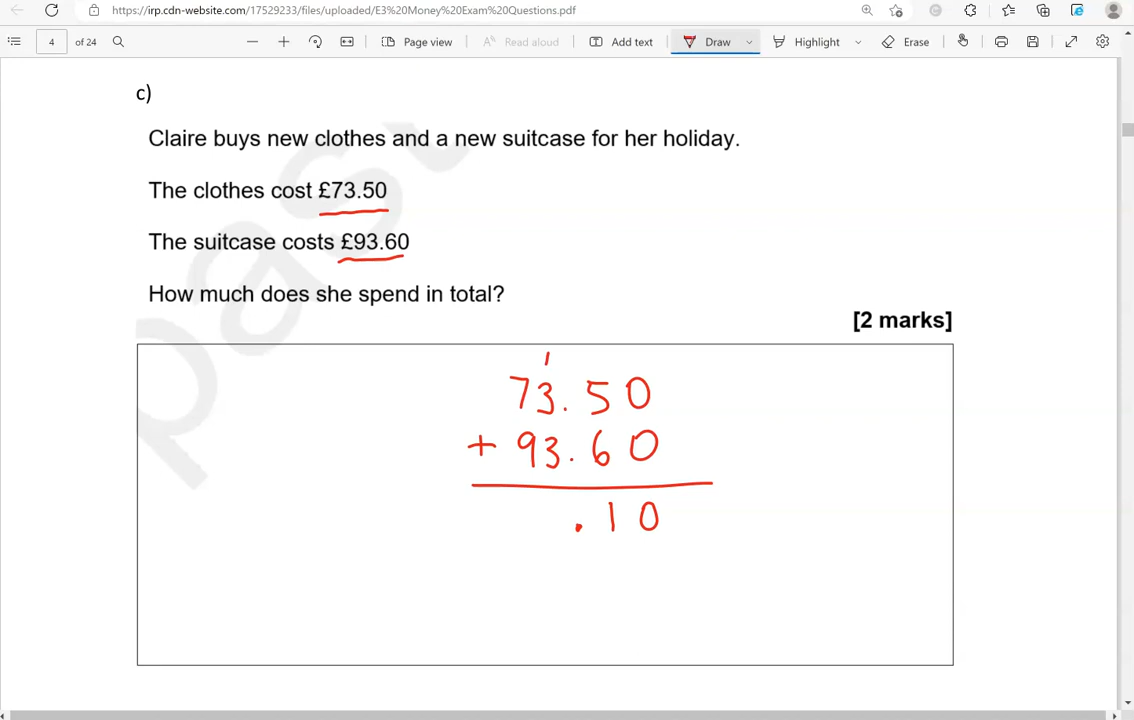 https://irp.cdn-website.com/17529233/files/uploaded/E3%20Money%20Exam%20Questions.pdf
4 of 24 Page view Read aloud Add text Draw Highlight Erase
c)
Claire buys new clothes and a new suitcase for her holiday.
The clothes cost £73.50
The suitcase costs £93.60
How much does she spend in total?
[2 marks]
1
73.50
+ 93.60
.10